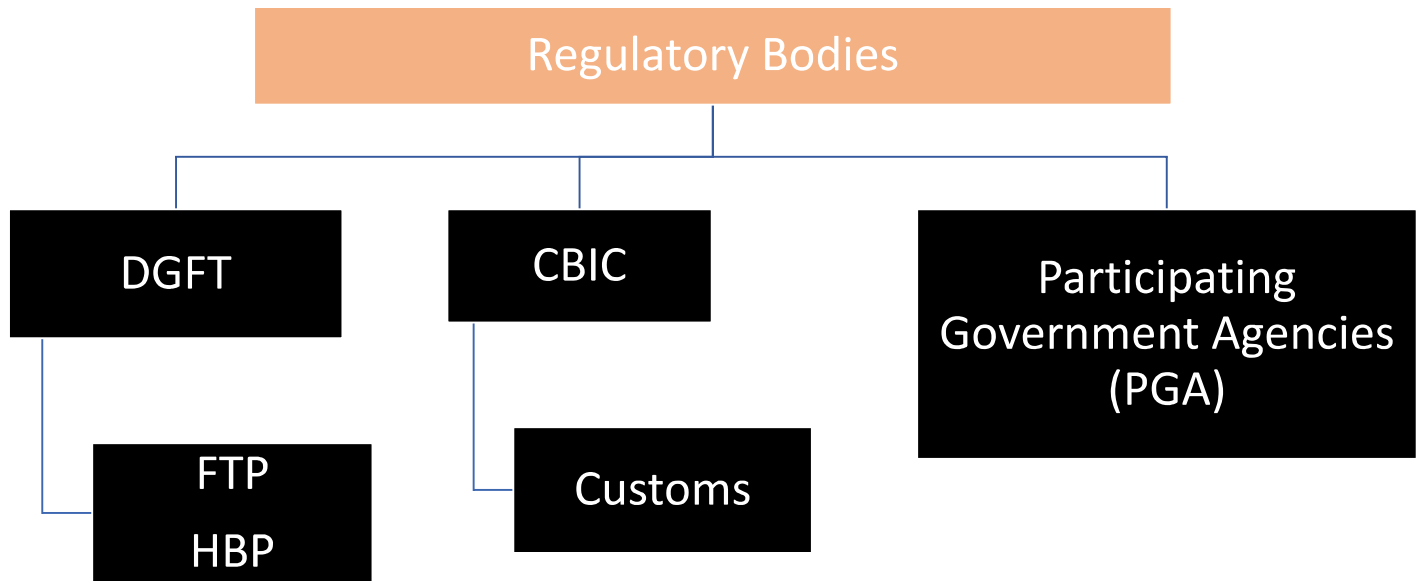 Regulatory Bodies
DGFT
FTP
HBP
CBIC
Customs
Participating
Government Agencies
(PGA)